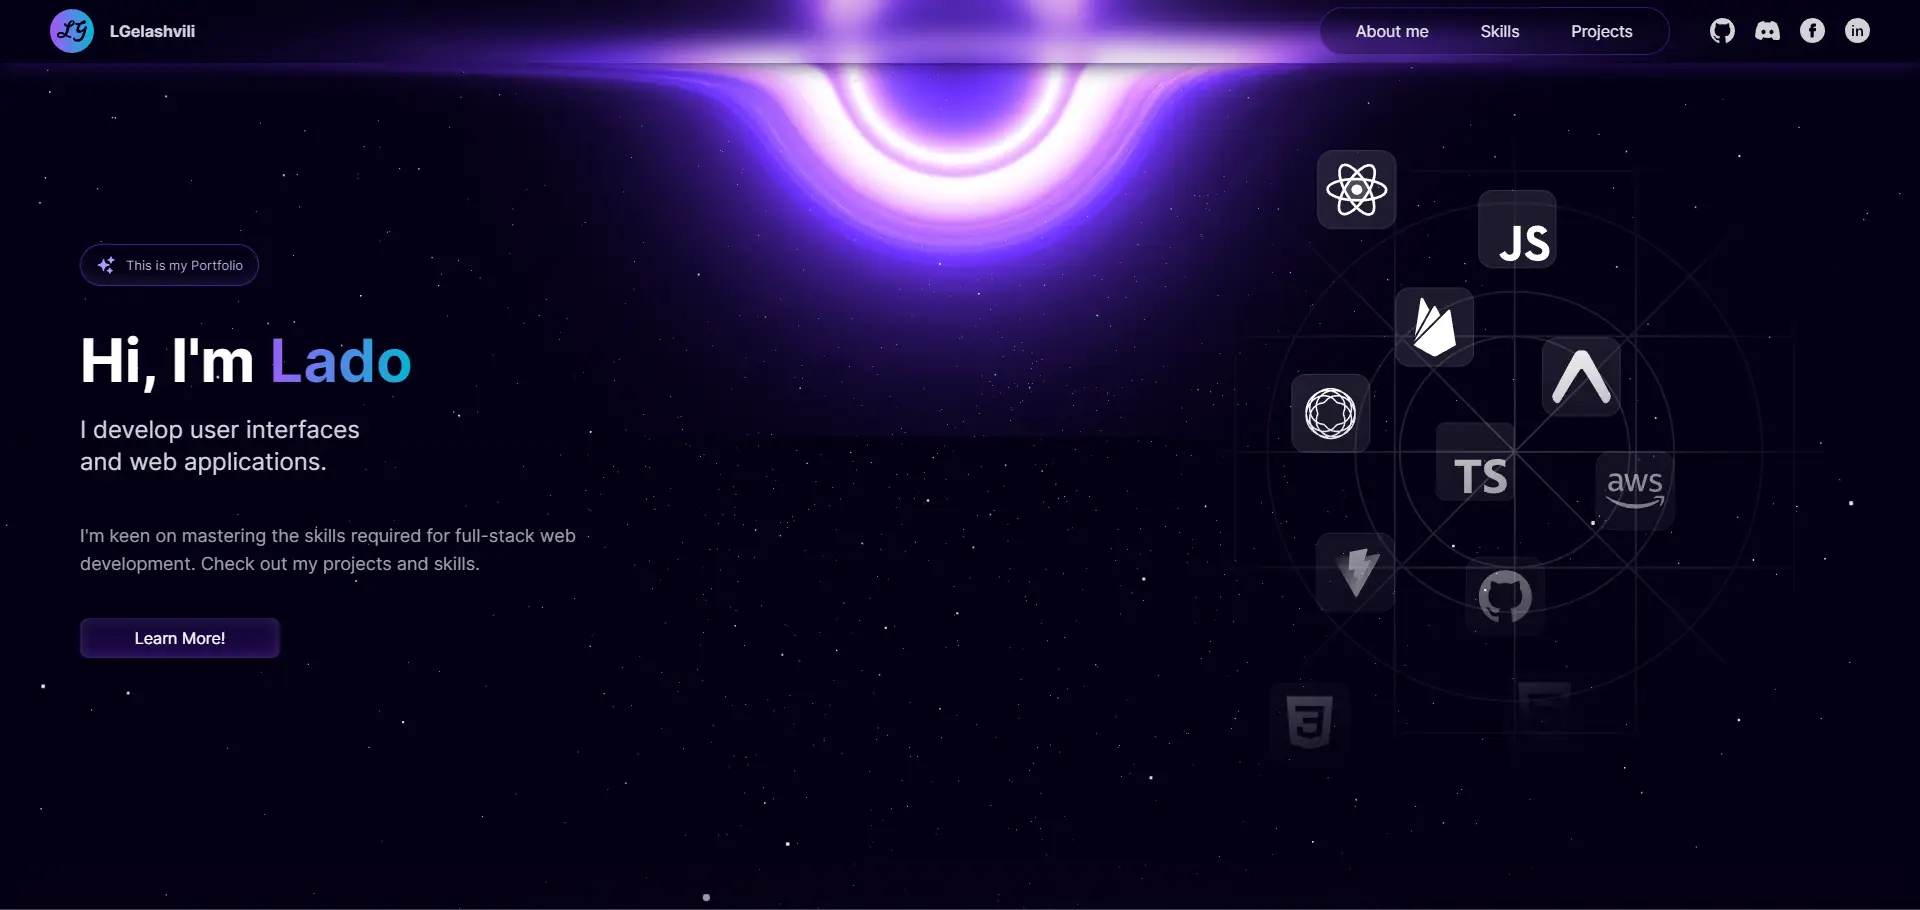 LG
LGelashvili
About me
Skills
Projects
in
This is my Portfolio
Hi, I'm Lado
I develop user interfaces
and web applications.
I'm keen on mastering the skills required for full-stack web
development. Check out my projects and skills.
Learn More!
JS
TS
aws
3